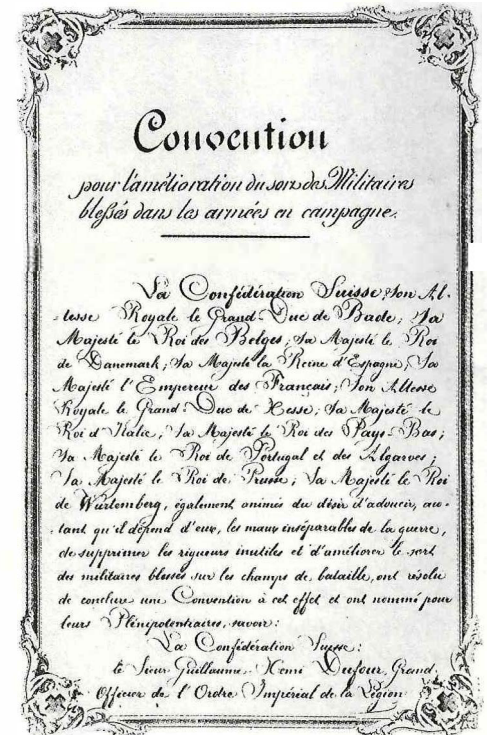 Convention
pour l'amélioration du sort des Militaires
blessés dans les armées en campagne.
La Confédération Suisse; Son Al-
-tesse Royale le Grand-Duc de Bade; Sa
Majesté le Roi des Belges; Sa Majesté le Roi
de Danemark; Sa Majesté la Reine d'Espagne; Sa
Majesté l'Empereur des Français; Son Altesse
Royale le Grand-Duc de Hesse; Sa Majesté le
Roi d'Italie; Sa Majesté le Roi des Pays-Bas;
Sa Majesté le Roi de Portugal et des Algarves;
Sa Majesté le Roi de Prusse; Sa Majesté le Roi
de Wurtemberg, également animés du désir d'adoucir, au-
-tant qu'il dépend d'eux, les maux inséparables de la guerre,
de supprimer les rigueurs inutiles et d'améliorer le sort
des militaires blessés sur les champs de bataille, ont résolu
de conclure une Convention à cet effet et ont nommé pour
leurs Plénipotentiaires, savoir:
La Confédération Suisse:
le Sieur Guillaume-Henri Dufour, Grand
Officier de l'Ordre Impérial de la Légion